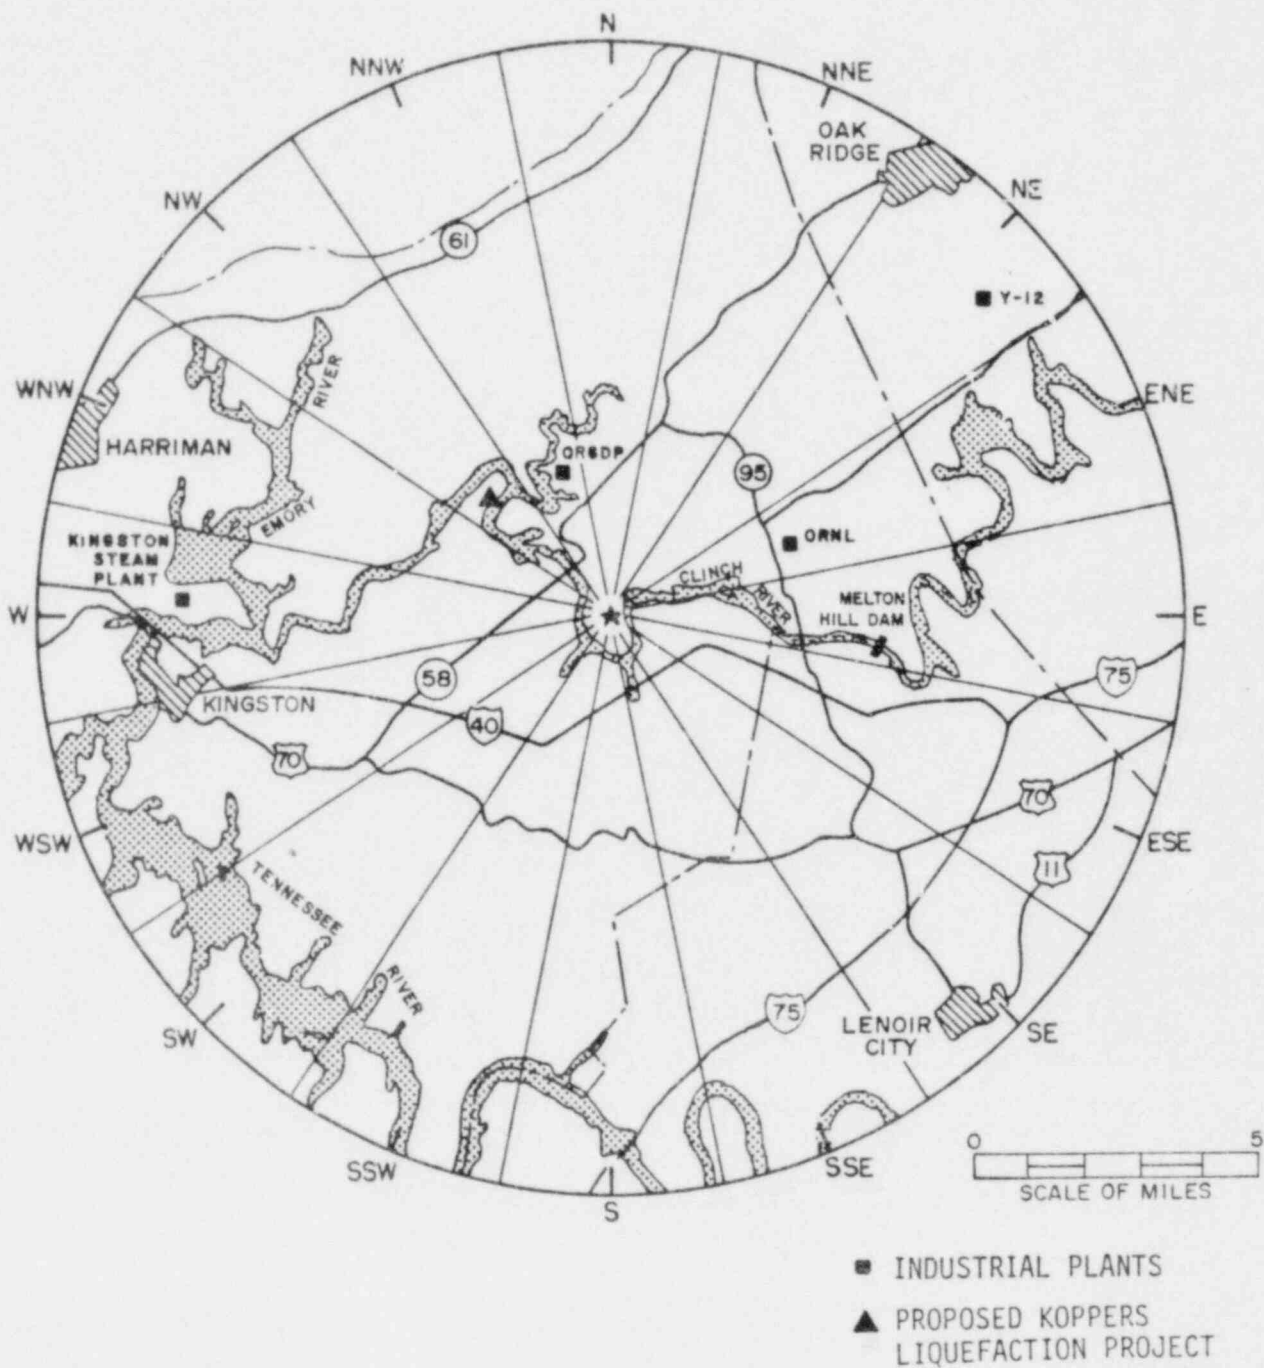 N
NNW
NNE
OAK
RIDGE
NW
NE
61
Y-12
RIVER
WNW
ENE
HARRIMAN
ORGDP
95
EMORY
KINGSTON
STEAM
PLANT
ORNL
CLINCH
RIVER
MELTON
HILL DAM
W
E
58
75
KINGSTON
40
70
70
WSW
ESE
11
TENNESSEE
RIVER
75
LENOIR
CITY
SW
SE
SSW
SSE
S
0 5
SCALE OF MILES
INDUSTRIAL PLANTS
PROPOSED KOPPERS
LIQUEFACTION PROJECT